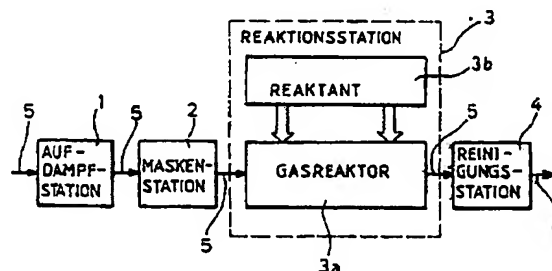 3
REAKTIONSSTATION
3b
REAKTANT
5
1
5
2
5
4
AUF-
DAMPF-
STATION
MASKEN-
STATION
GASREAKTOR
REINI-
GUNGS-
STATION
5
3a